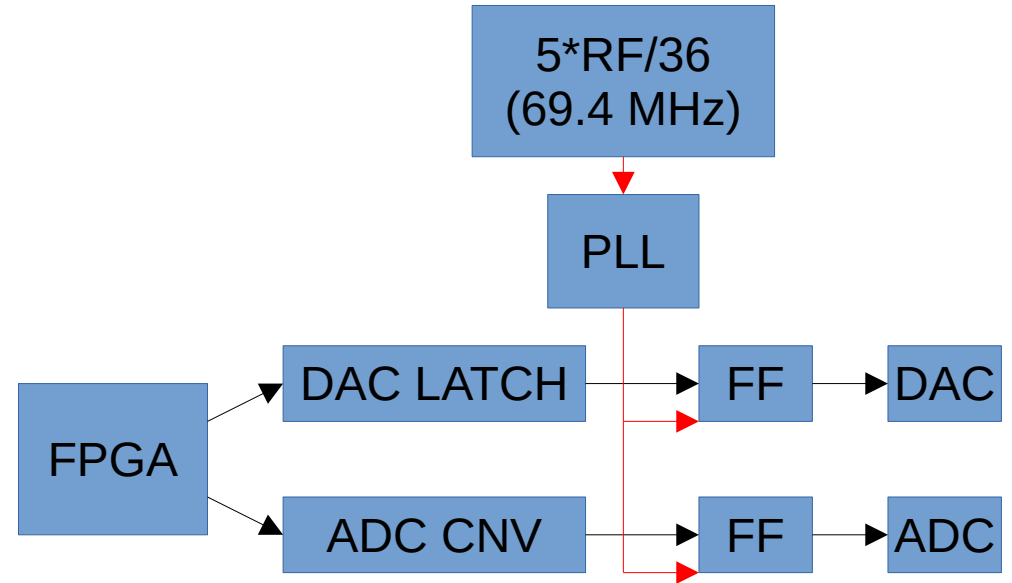 5*RF/36
(69.4 MHz)
PLL
DAC LATCH
FF
DAC
FPGA
ADC CNV
FF
ADC